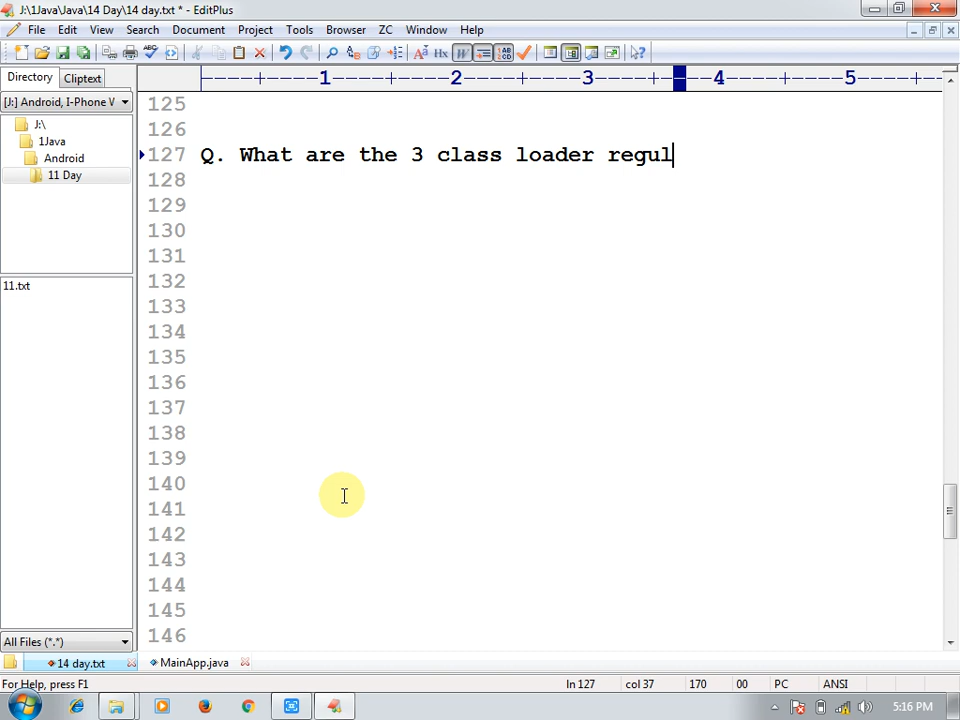 J:\1Java\Java\14 Day\14 day.txt * - EditPlus
File Edit View Search Document Project Tools Browser ZC Window Help
Directory Cliptext
[J:] Android, I-Phone
J:\
1Java
Android
11 Day
11.txt
All Files (*.*)
1 2 3 4 5
125
126
127 Q. What are the 3 class loader regul
128
129
130
131
132
133
134
135
136
137
138
139
140
141
142
143
144
145
146
14 day.txt MainApp.java
For Help, press F1 ln 127 col 37 170 00 PC ANSI
5:16 PM